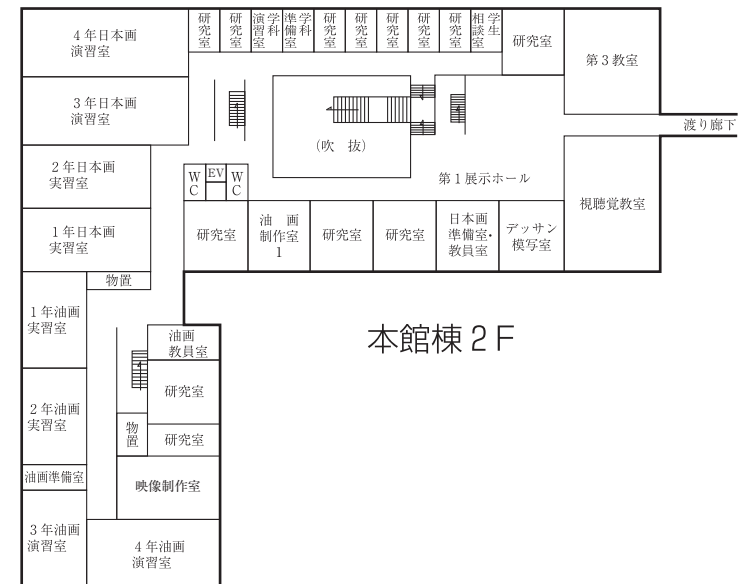 4年日本画
演習室
研究室
研究室
学科
演習室
学科
準備室
研究室
研究室
研究室
研究室
研究室
学生
相談室
研究室
第3教室
3年日本画
演習室
渡り廊下
(吹 抜)
2年日本画
実習室
WC
EV
WC
第1展示ホール
1年日本画
実習室
研究室
油 画
制作室
1
研究室
研究室
日本画
準備室・
教員室
デッサン
模写室
視聴覚教室
物置
1年油画
実習室
本館棟2F
油画
教員室
2年油画
実習室
研究室
物置
研究室
油画準備室
映像制作室
3年油画
演習室
4年油画
演習室